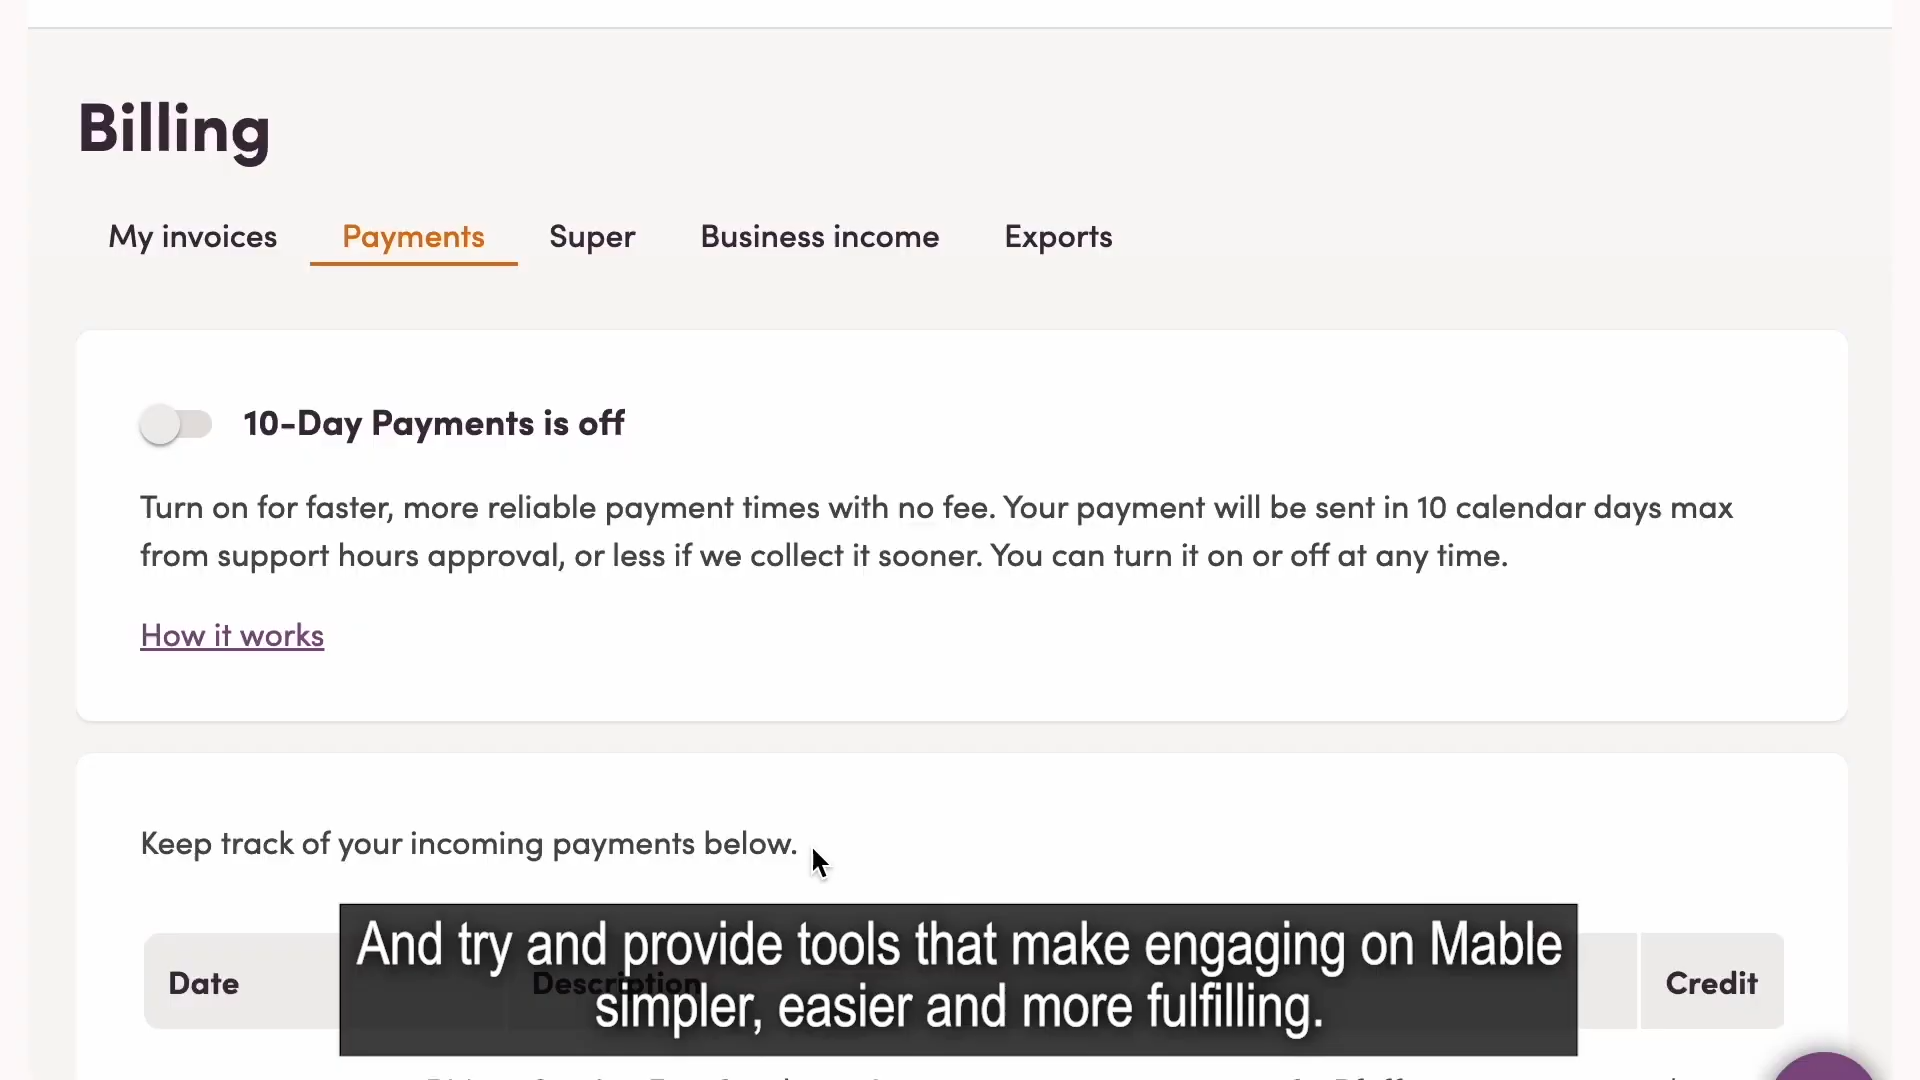 Billing
My invoices Payments Super Business income Exports
10-Day Payments is off
Turn on for faster, more reliable payment times with no fee. Your payment will be sent in 10 calendar days max
from support hours approval, or less if we collect it sooner. You can turn it on or off at any time.
How it works
Keep track of your incoming payments below.
Date Description Credit
And try and provide tools that make engaging on Mable
simpler, easier and more fulfilling.